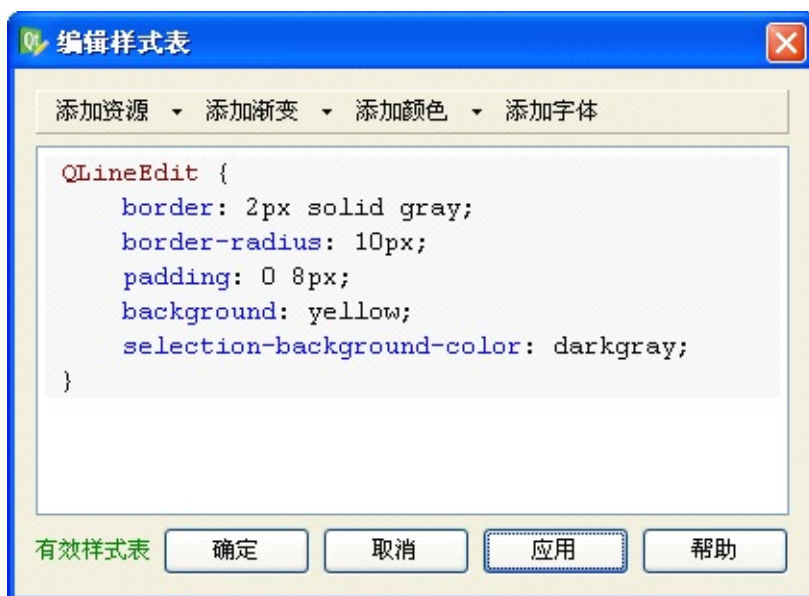 编辑样式表
添加资源 添加渐变 添加颜色 添加字体
QLineEdit {
    border: 2px solid gray;
    border-radius: 10px;
    padding: 0 8px;
    background: yellow;
    selection-background-color: darkgray;
}
有效样式表 确定 取消 应用 帮助